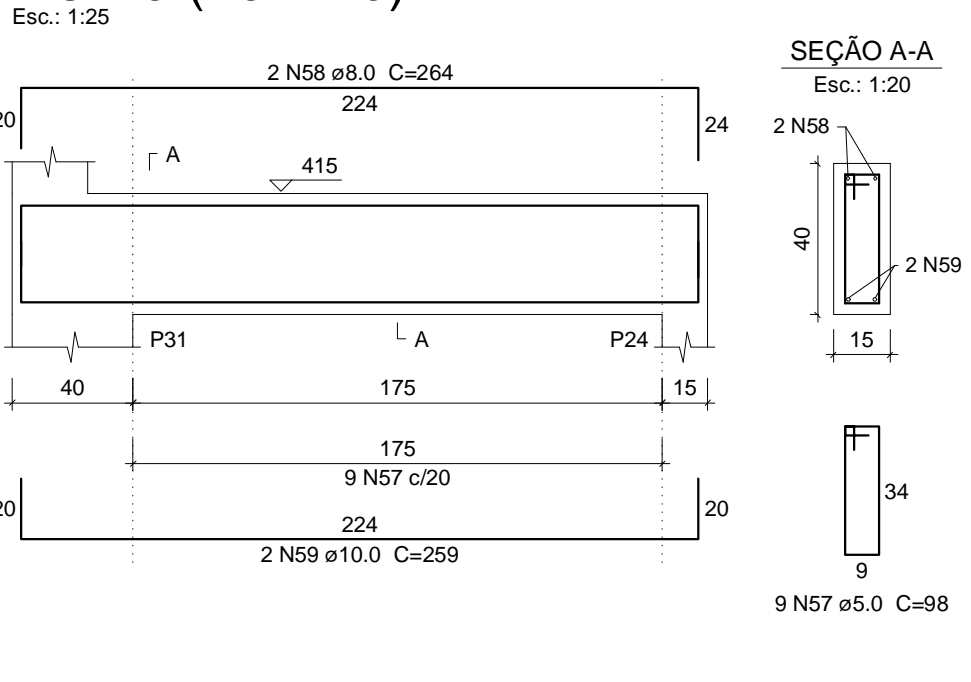 Esc.: 1:25
2 N58 ø8.0 C=264
224
20
24
A
415
P31
A
P24
40
175
15
175
9 N57 c/20
20
224
20
2 N59 ø10.0 C=259
SEÇÃO A-A
Esc.: 1:20
2 N58
40
2 N59
15
34
9
9 N57 ø5.0 C=98